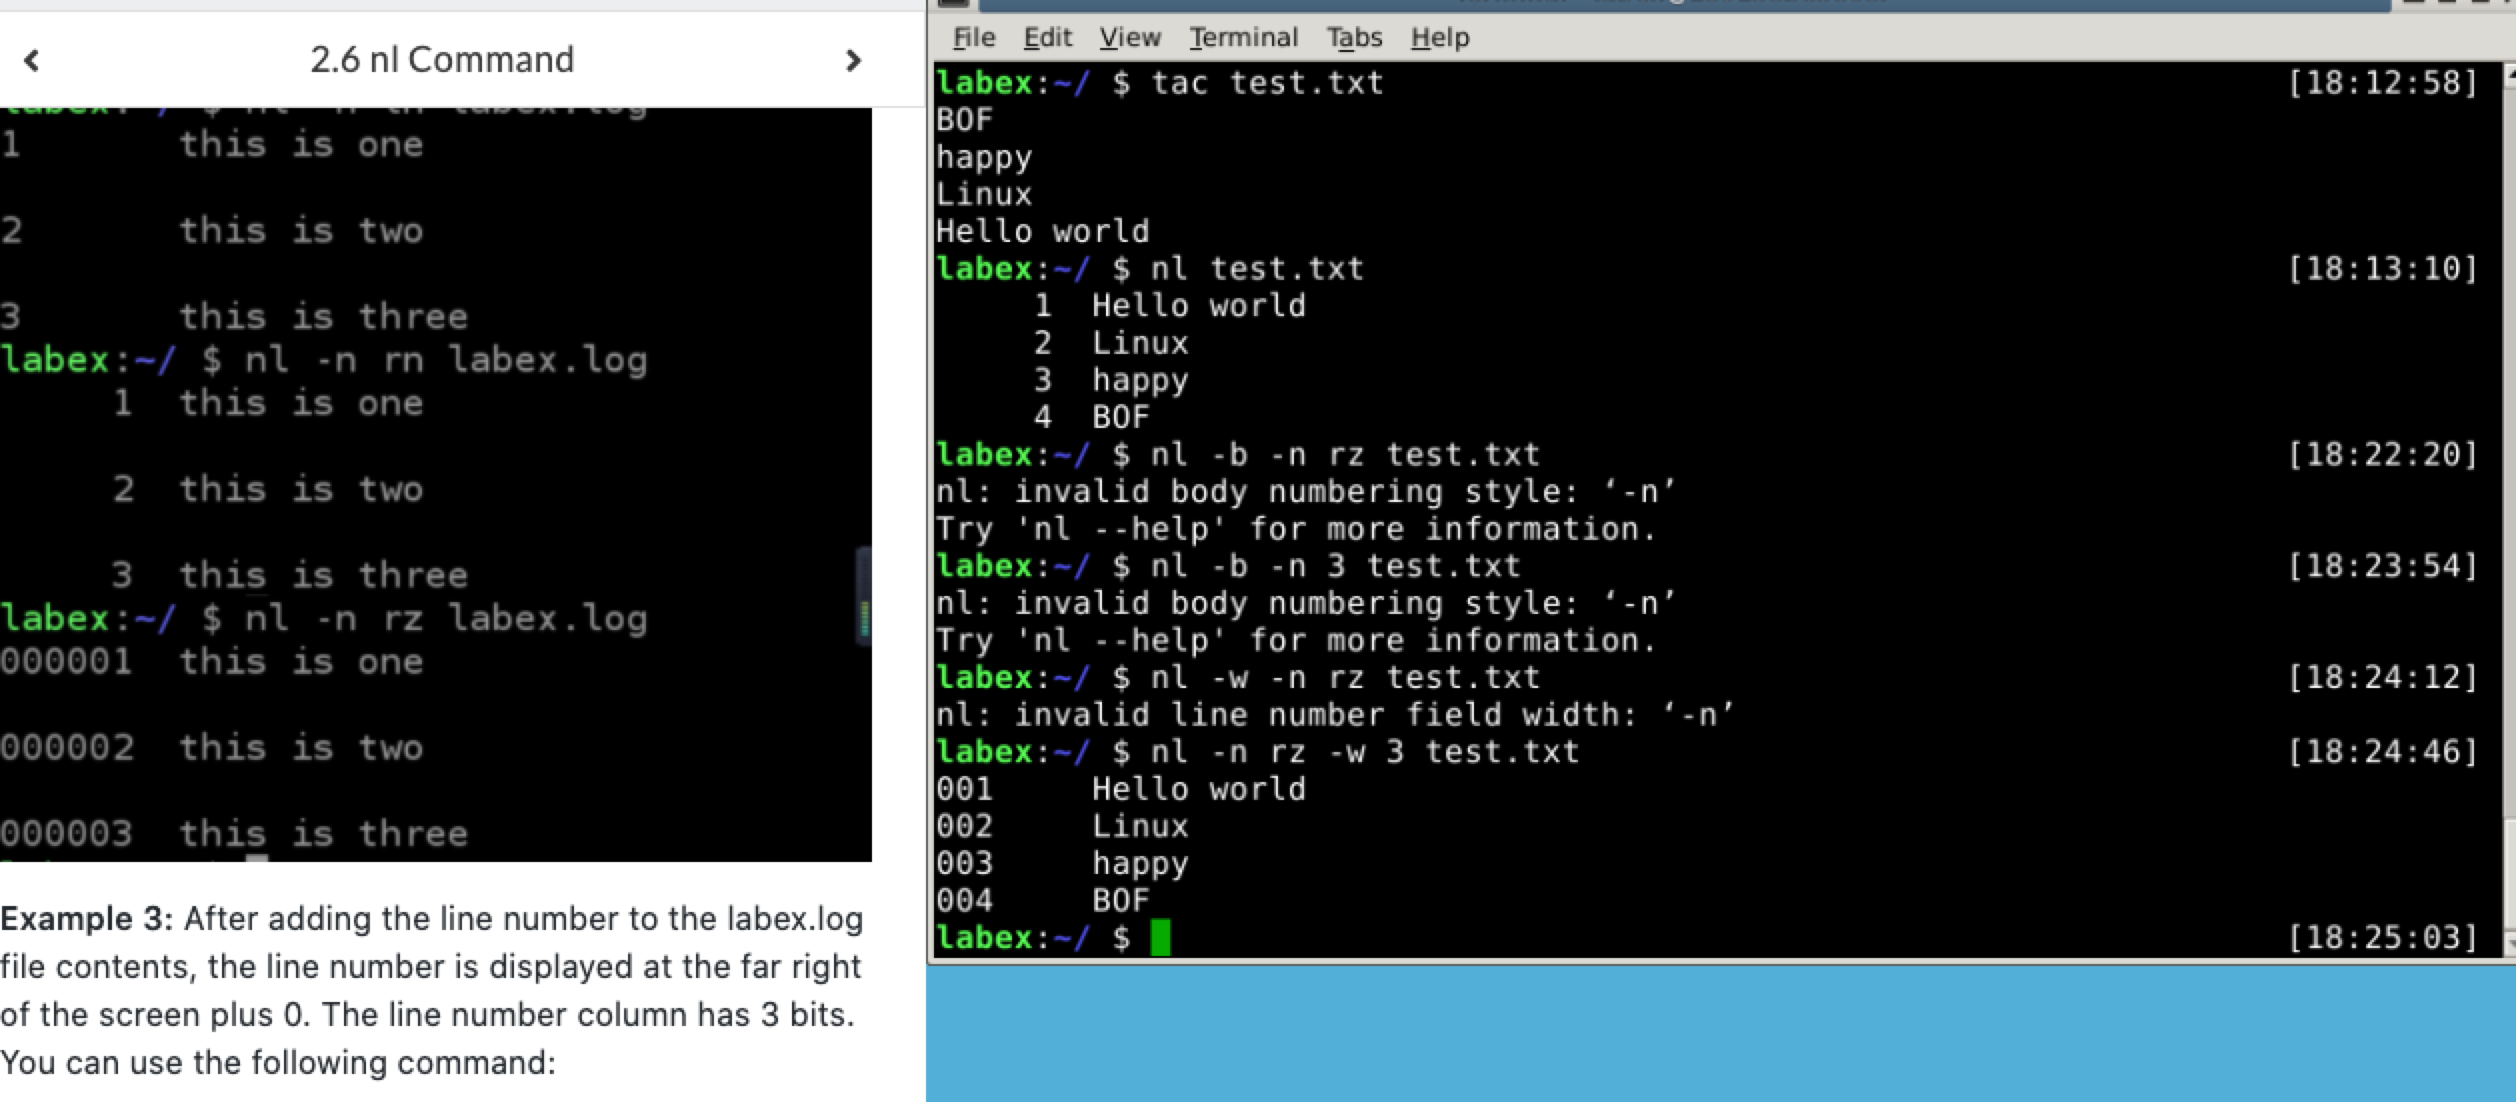 2.6 nl Command
1 this is one
2 this is two
3 this is three
labex:~/ $ nl -n rn labex.log
1 this is one
2 this is two
3 this is three
labex:~/ $ nl -n rz labex.log
000001 this is one
000002 this is two
000003 this is three
Example 3: After adding the line number to the labex.log
file contents, the line number is displayed at the far right
of the screen plus 0. The line number column has 3 bits.
You can use the following command:
File Edit View Terminal Tabs Help
labex:~/ $ tac test.txt [18:12:58]
BOF
happy
Linux
Hello world
labex:~/ $ nl test.txt [18:13:10]
1 Hello world
2 Linux
3 happy
4 BOF
labex:~/ $ nl -b -n rz test.txt [18:22:20]
nl: invalid body numbering style: ‘-n’
Try 'nl --help' for more information.
labex:~/ $ nl -b -n 3 test.txt [18:23:54]
nl: invalid body numbering style: ‘-n’
Try 'nl --help' for more information.
labex:~/ $ nl -w -n rz test.txt [18:24:12]
nl: invalid line number field width: ‘-n’
labex:~/ $ nl -n rz -w 3 test.txt [18:24:46]
001 Hello world
002 Linux
003 happy
004 BOF
labex:~/ $ [18:25:03]